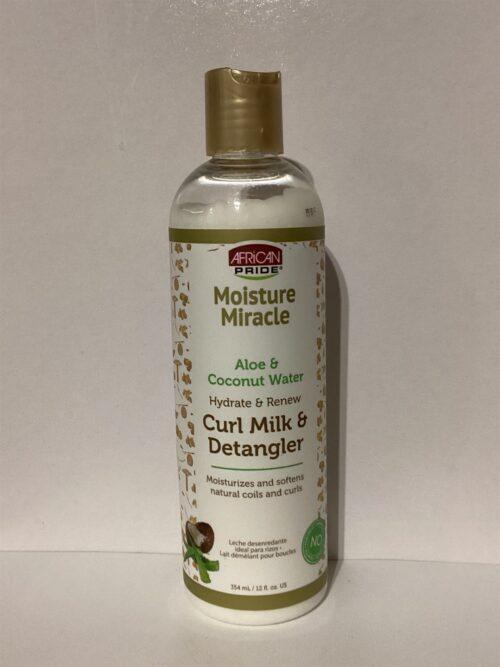 AFRICAN
PRIDE®
Moisture
Miracle
Aloe &
Coconut Water
Hydrate & Renew
Curl Milk &
Detangler
Moisturizes and softens
natural coils and curls
Leche desenredante
ideal para rizos •
Lait démêlant pour boucles
NO
354 mL / 12 fl. oz. US